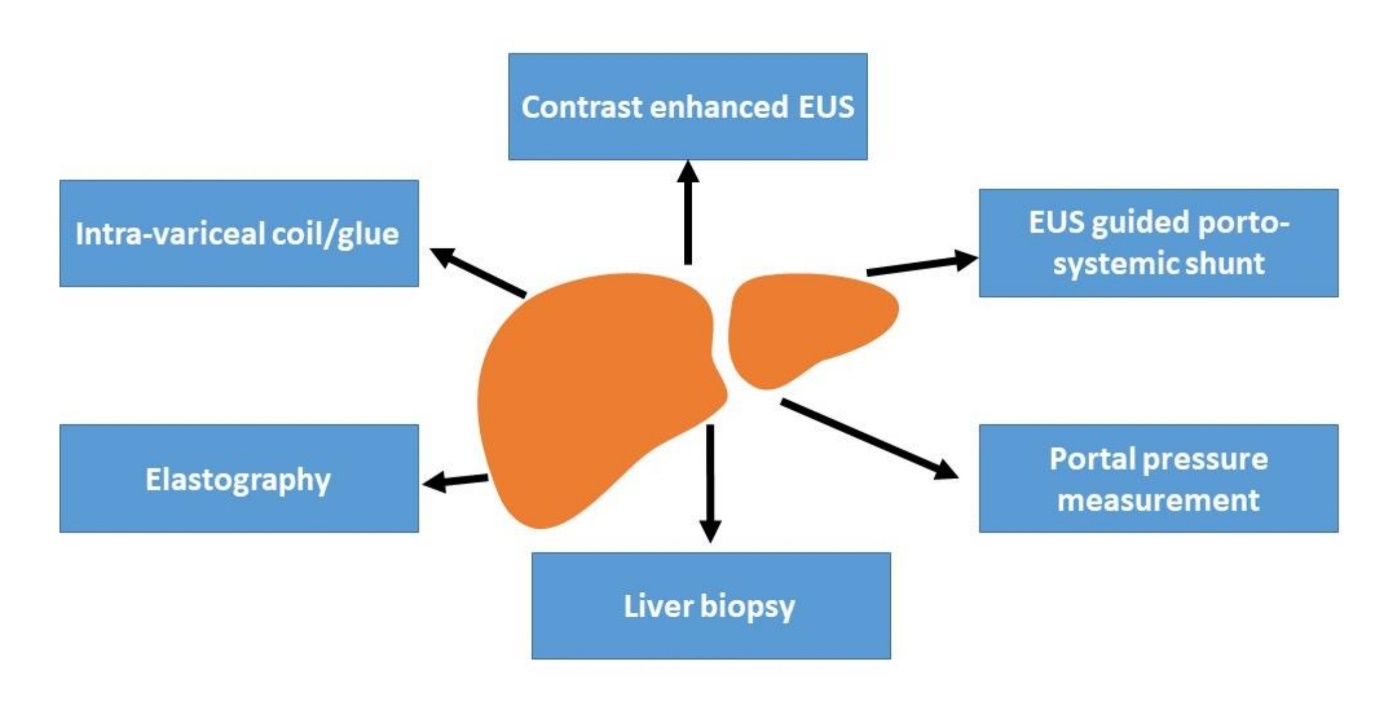 Contrast enhanced EUS
Intra-variceal coil/glue
EUS guided porto-
systemic shunt
Elastography
Portal pressure
measurement
Liver biopsy